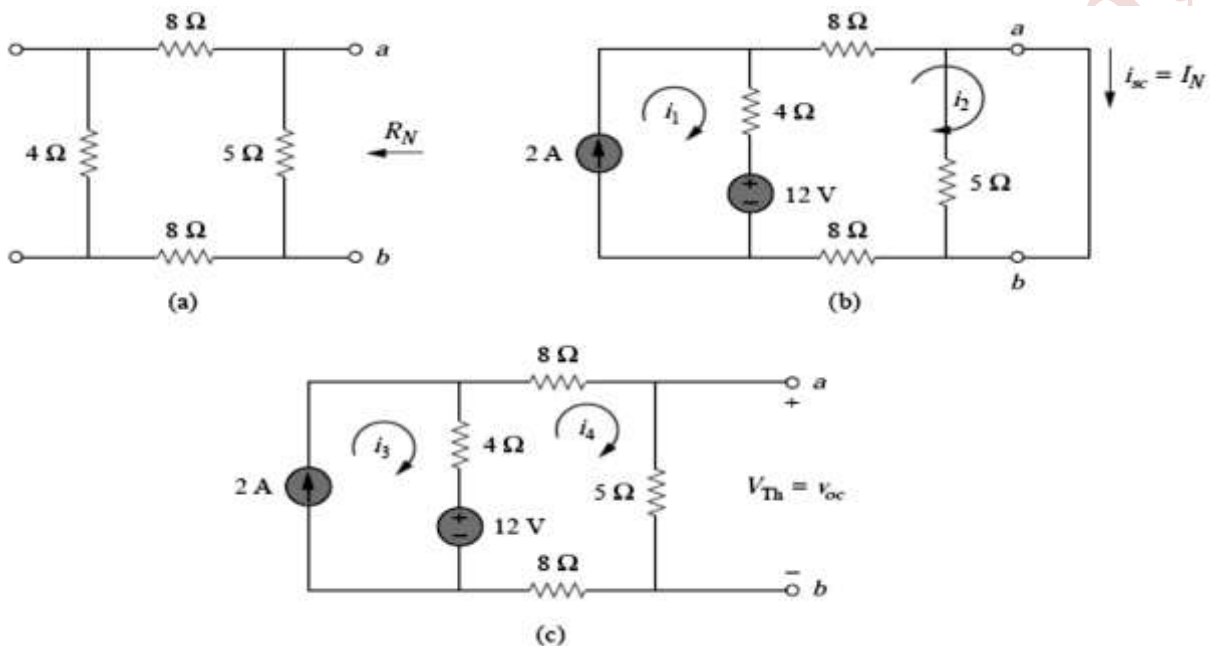 8 Ω
a
4 Ω
5 Ω
R_N
8 Ω
b
(a)
8 Ω
a
i_sc = I_N
i_1
4 Ω
i_2
2 A
12 V
5 Ω
8 Ω
b
(b)
8 Ω
a
+
i_3
4 Ω
i_4
2 A
5 Ω
V_Th = v_oc
12 V
8 Ω
b
(c)